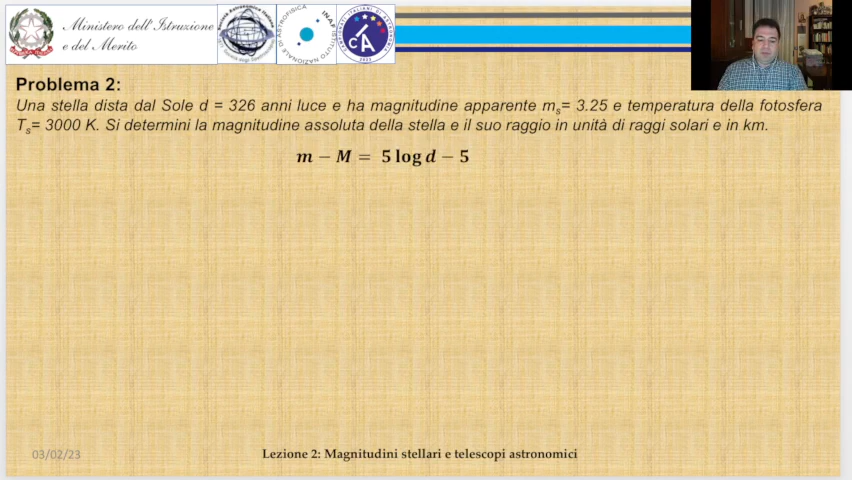 Ministero dell'Istruzione
e del Merito
Problema 2:
Una stella dista dal Sole d = 326 anni luce e ha magnitudine apparente mₛ= 3.25 e temperatura della fotosfera
Tₛ= 3000 K. Si determini la magnitudine assoluta della stella e il suo raggio in unità di raggi solari e in km.
m − M = 5 log d − 5
03/02/23
Lezione 2: Magnitudini stellari e telescopi astronomici